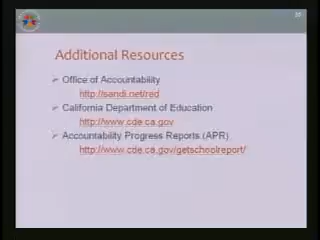 Additional Resources
Office of Accountability
http://sandi.net/red
California Department of Education
http://www.cde.ca.gov
Accountability Progress Reports (APR)
http://www.cde.ca.gov/getschoolreport/